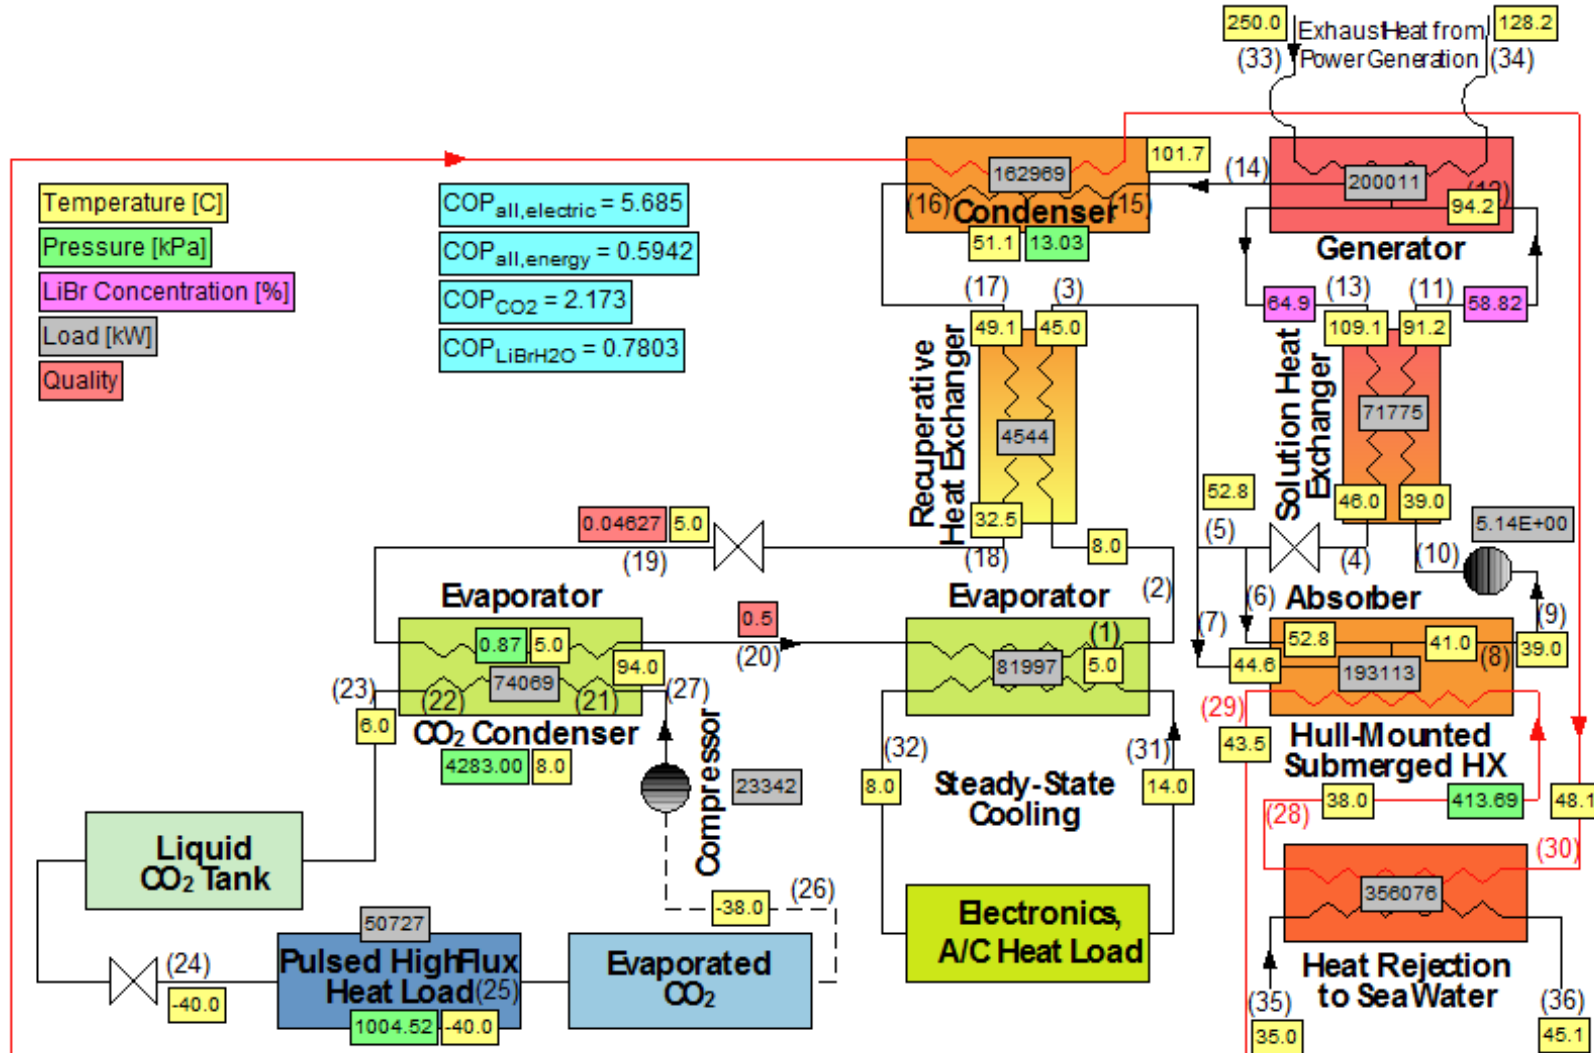 250.0
Exhaust Heat from
128.2
(33)
Power Generation
(34)
Temperature [C]
Pressure [kPa]
LiBr Concentration [%]
Load [kW]
Quality
COPall,electric = 5.685
COPall,energy = 0.5942
COPCO2 = 2.173
COPLiBrH2O = 0.7803
162969
101.7
(14)
200011
(12)
(16)
(15)
Condenser
94.2
51.1
13.03
Generator
(17)
(3)
64.9
(13)
(11)
58.82
49.1
45.0
109.1
91.2
Recuperative
Heat Exchanger
4544
Solution Heat
Exchanger
71775
52.8
46.0
39.0
32.5
0.04627
5.0
(19)
(18)
8.0
(5)
(4)
(10)
5.14E+00
Evaporator
Evaporator
(2)
(6)
Absorber
(9)
0.5
(20)
(7)
0.87
5.0
94.0
(1)
5.0
52.8
41.0
39.0
(23)
(22)
74069
(21)
(27)
81997
44.6
193113
(8)
6.0
CO2 Condenser
4283.00
8.0
Compressor
23342
(32)
(31)
8.0
Steady-State
Cooling
14.0
(29)
43.5
Hull-Mounted
Submerged HX
38.0
413.69
48.1
(28)
(30)
Liquid
CO2 Tank
356076
-38.0
(26)
Electronics,
A/C Heat Load
50727
(24)
-40.0
Pulsed High Flux
Heat Load
(25)
1004.52
-40.0
Evaporated
CO2
Heat Rejection
to Sea Water
(35)
35.0
(36)
45.1